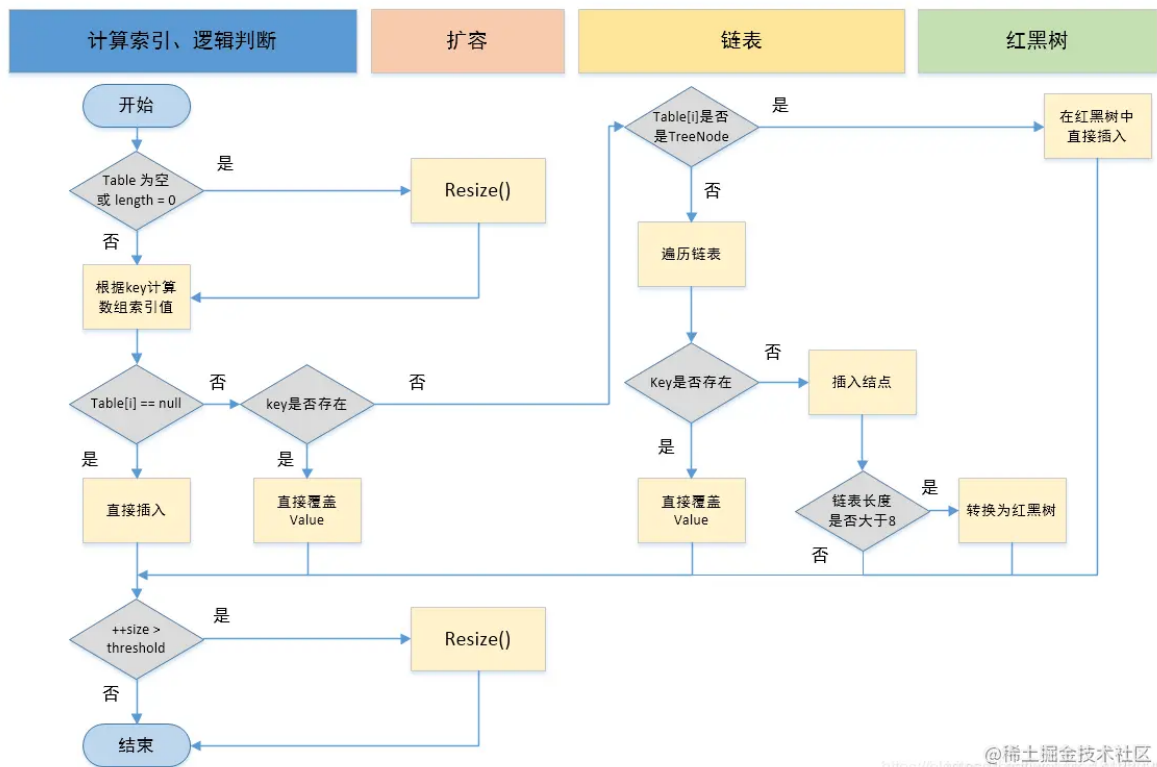 计算索引、逻辑判断
扩容
链表
红黑树
开始
Table 为空
或 length = 0
是
Resize()
否
根据key计算
数组索引值
Table[i] == null
否
key是否存在
否
是
直接插入
是
直接覆盖
Value
Table[i]是否
是TreeNode
是
在红黑树中
直接插入
否
遍历链表
Key是否存在
否
插入结点
是
直接覆盖
Value
链表长度
是否大于8
是
转换为红黑树
否
++size >
threshold
是
Resize()
否
结束
@稀土掘金技术社区